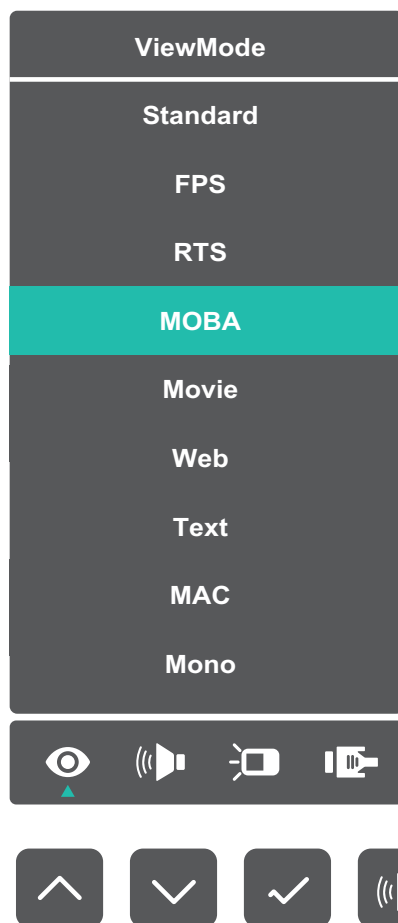 ViewMode
Standard
FPS
RTS
MOBA
Movie
Web
Text
MAC
Mono